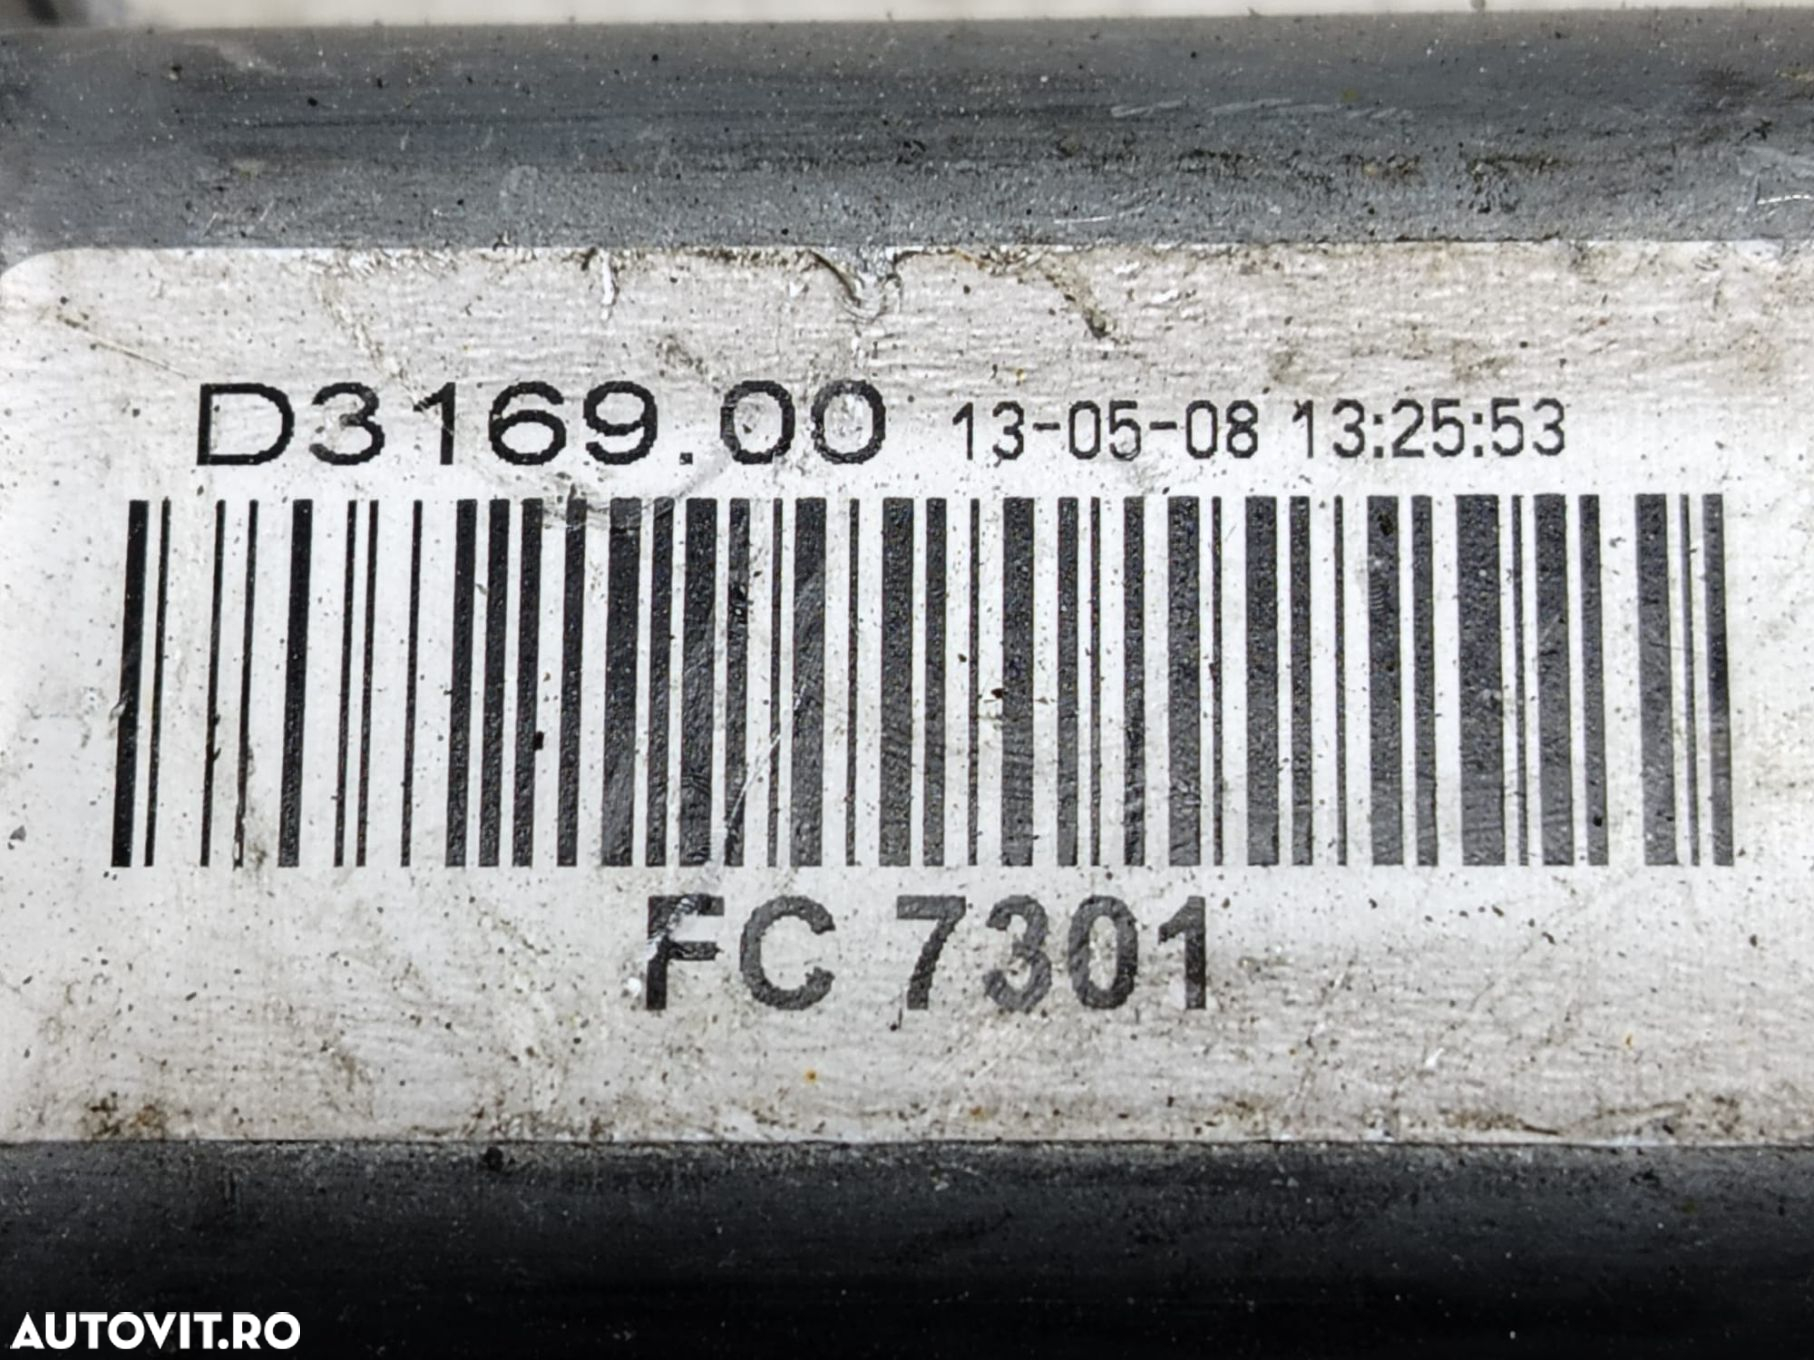 D3169.00 13-05-08 13:25:53
FC 7301
AUTOVIT.RO